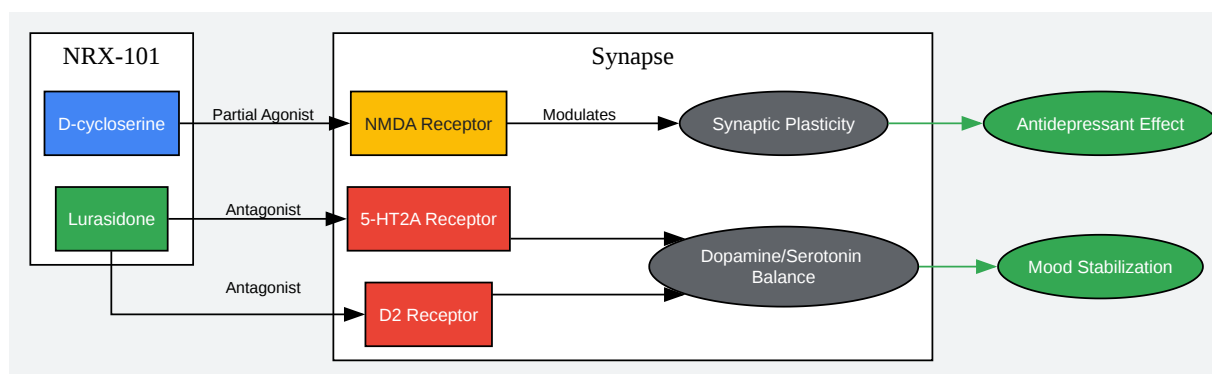 NRX-101
Synapse
D-cycloserine
Partial Agonist
NMDA Receptor
Modulates
Synaptic Plasticity
Antidepressant Effect
Lurasidone
Antagonist
5-HT2A Receptor
Dopamine/Serotonin
Balance
Mood Stabilization
Antagonist
D2 Receptor